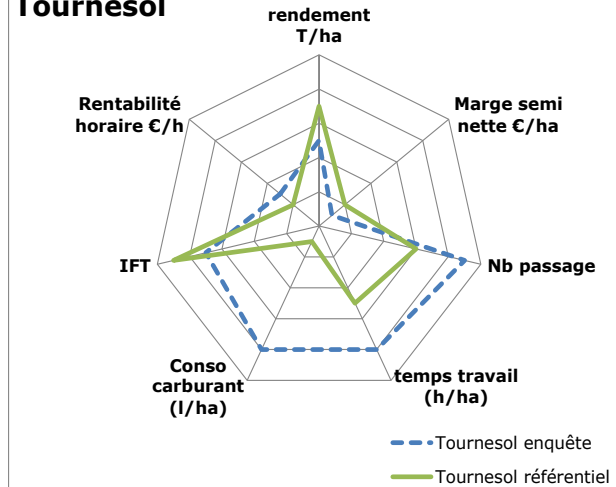 Tournesol
rendement
T/ha
Rentabilité
horaire €/h
Marge semi
nette €/ha
IFT
Nb passage
Conso
carburant
(l/ha)
temps travail
(h/ha)
Tournesol enquête
Tournesol référentiel